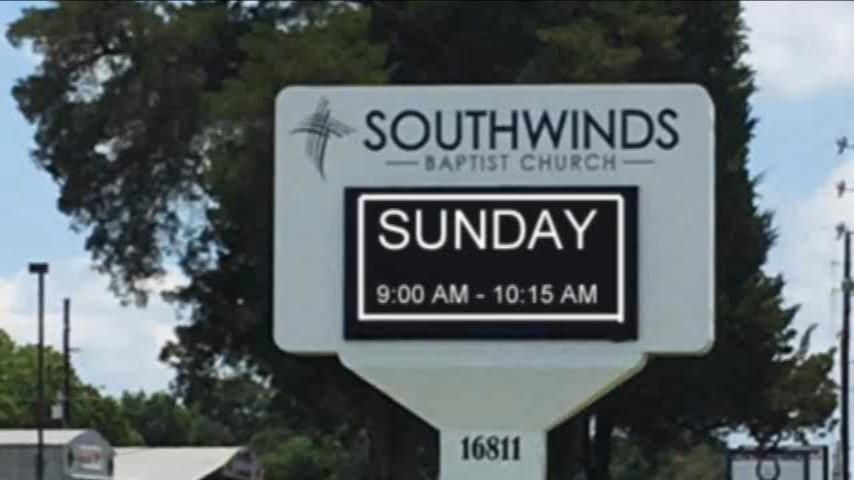 SOUTHWINDS
BAPTIST CHURCH
SUNDAY
9:00 AM - 10:15 AM
16811